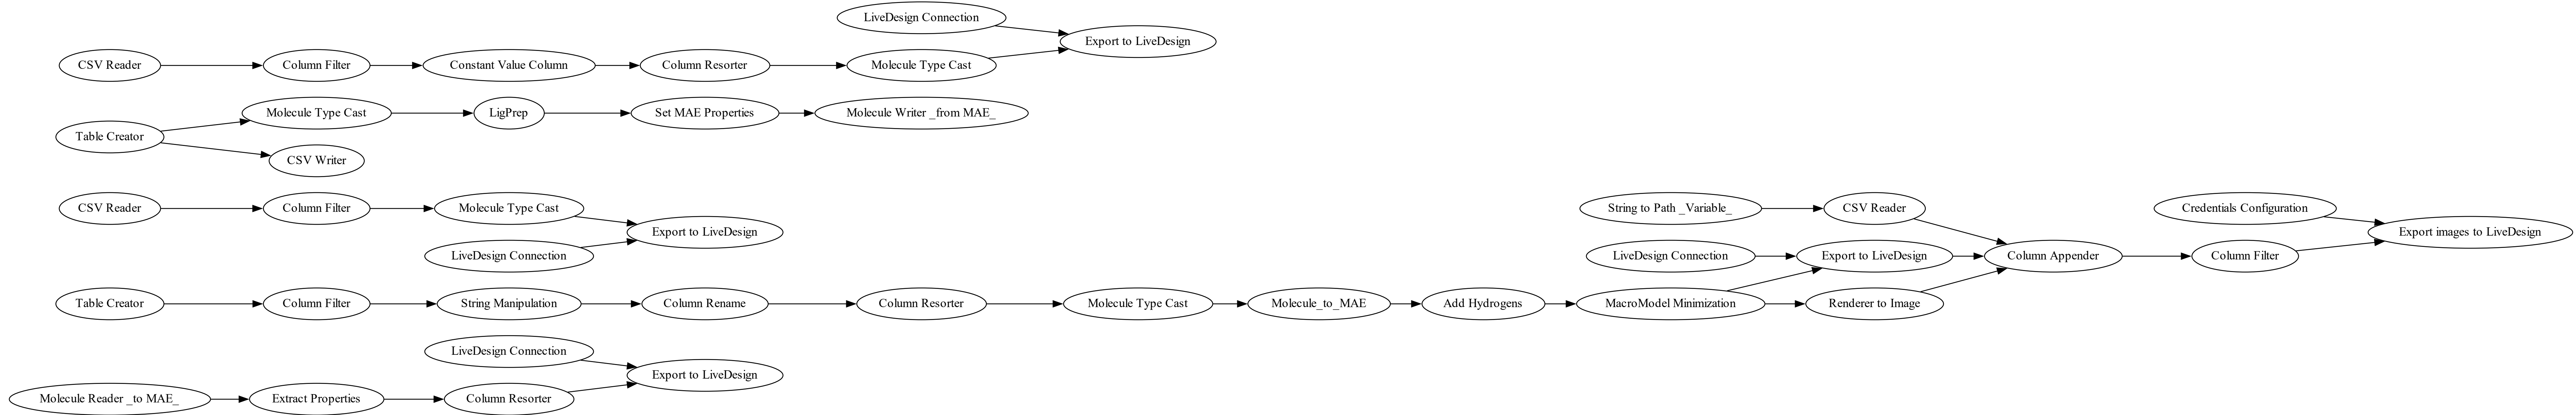 LiveDesign Connection
Export to LiveDesign
CSV Reader
Column Filter
Constant Value Column
Column Resorter
Molecule Type Cast
Molecule Type Cast
LigPrep
Set MAE Properties
Molecule Writer _from MAE_
Table Creator
CSV Writer
CSV Reader
Column Filter
Molecule Type Cast
Export to LiveDesign
LiveDesign Connection
String to Path _Variable_
CSV Reader
Credentials Configuration
Export images to LiveDesign
LiveDesign Connection
Export to LiveDesign
Column Appender
Column Filter
Table Creator
Column Filter
String Manipulation
Column Rename
Column Resorter
Molecule Type Cast
Molecule_to_MAE
Add Hydrogens
MacroModel Minimization
Renderer to Image
LiveDesign Connection
Export to LiveDesign
Molecule Reader _to MAE_
Extract Properties
Column Resorter